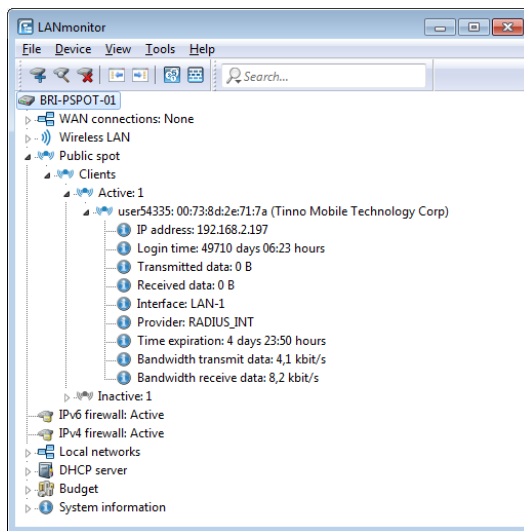 LANmonitor
File Device View Tools Help
Search...
BRI-PSPOT-01
WAN connections: None
Wireless LAN
Public spot
Clients
Active: 1
user54335: 00:73:8d:2e:71:7a (Tinno Mobile Technology Corp)
IP address: 192.168.2.197
Login time: 49710 days 06:23 hours
Transmitted data: 0 B
Received data: 0 B
Interface: LAN-1
Provider: RADIUS_INT
Time expiration: 4 days 23:50 hours
Bandwidth transmit data: 4,1 kbit/s
Bandwidth receive data: 8,2 kbit/s
Inactive: 1
IPv6 firewall: Active
IPv4 firewall: Active
Local networks
DHCP server
Budget
System information